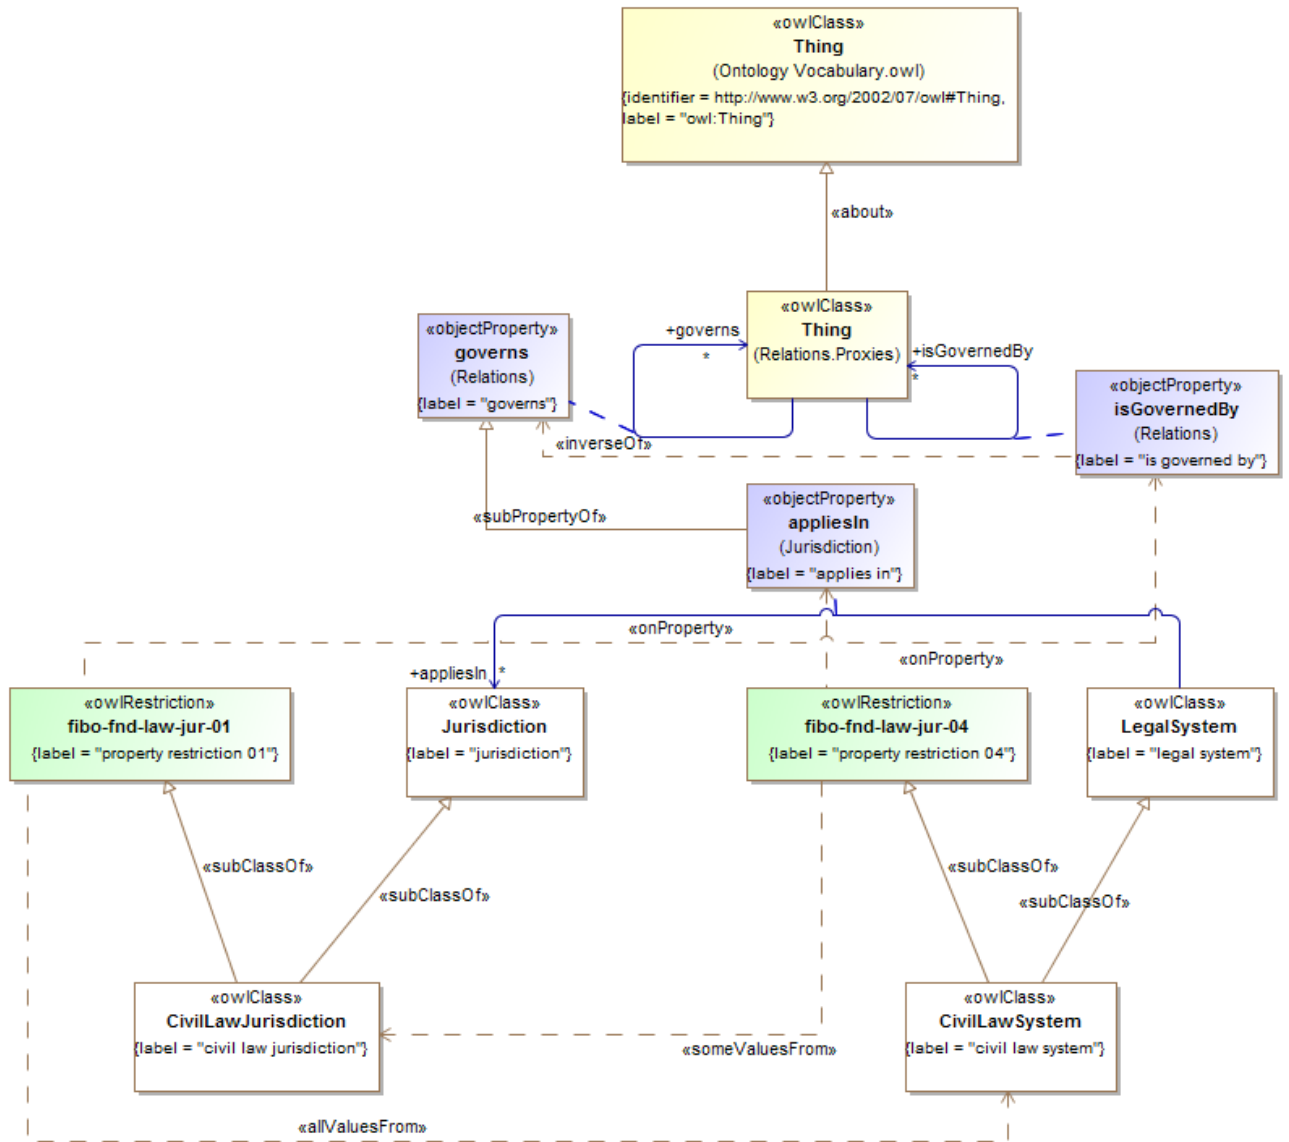 «owlClass»
Thing
(Ontology Vocabulary.owl)
{identifier = http://www.w3.org/2002/07/owl#Thing,
label = "owl:Thing"}
«about»
«owlClass»
Thing
(Relations.Proxies)
+governs
*
+isGovernedBy
*
«objectProperty»
governs
(Relations)
{label = "governs"}
«objectProperty»
isGovernedBy
(Relations)
{label = "is governed by"}
«inverseOf»
«subPropertyOf»
«objectProperty»
appliesIn
(Jurisdiction)
{label = "applies in"}
«onProperty»
«onProperty»
+appliesIn
*
«owlRestriction»
fibo-fnd-law-jur-01
{label = "property restriction 01"}
«owlClass»
Jurisdiction
{label = "jurisdiction"}
«owlRestriction»
fibo-fnd-law-jur-04
{label = "property restriction 04"}
«owlClass»
LegalSystem
{label = "legal system"}
«subClassOf»
«subClassOf»
«subClassOf»
«subClassOf»
«owlClass»
CivilLawJurisdiction
{label = "civil law jurisdiction"}
«owlClass»
CivilLawSystem
{label = "civil law system"}
«someValuesFrom»
«allValuesFrom»